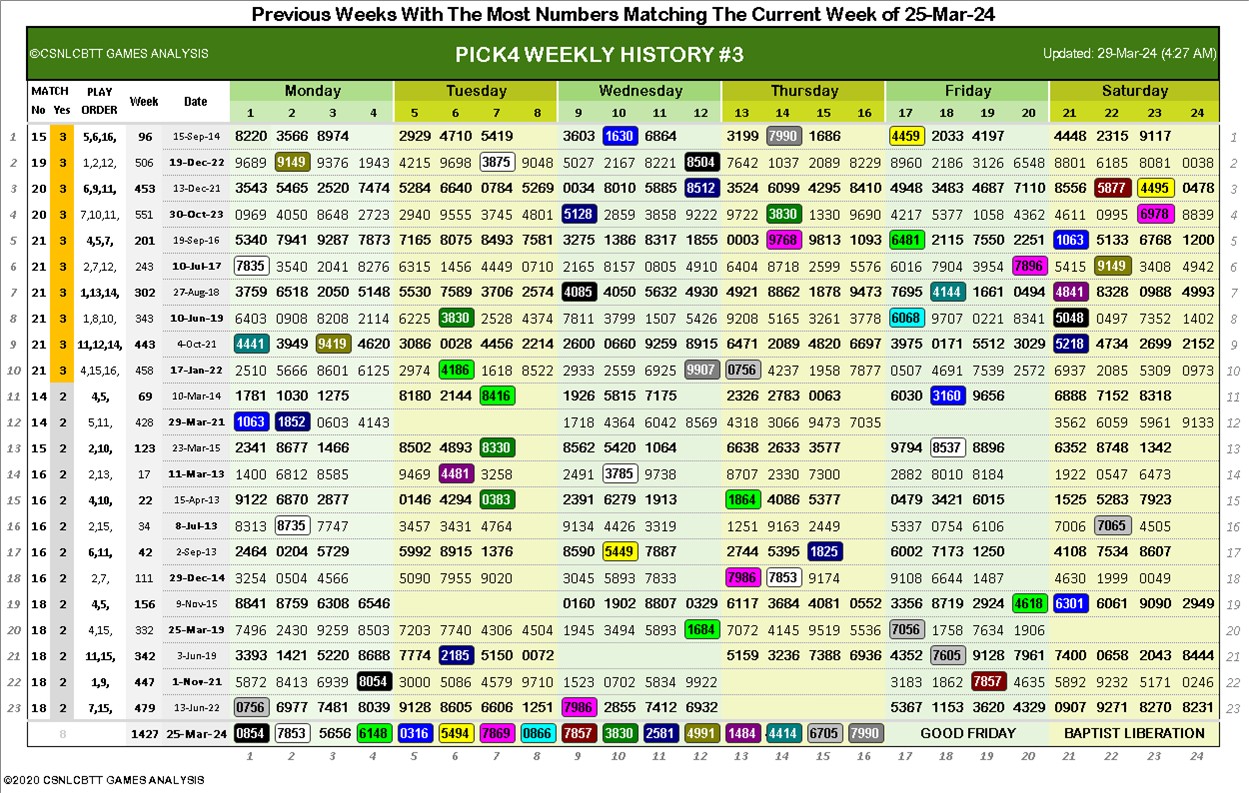 Previous Weeks With The Most Numbers Matching The Current Week of 25-Mar-24
©CSNLCBTT GAMES ANALYSIS PICK4 WEEKLY HISTORY #3 Updated: 29-Mar-24 (4:27 AM)
MATCH PLAY Week Date Monday Tuesday Wednesday Thursday Friday Saturday
No Yes ORDER 1 2 3 4 5 6 7 8 9 10 11 12 13 14 15 16 17 18 19 20 21 22 23 24
1 15 3 5,6,16, 96 15-Sep-14 8220 3566 8974 2929 4710 5419 3603 1630 6864 3199 7990 1686 4459 2033 4197 4448 2315 9117 1
2 19 3 1,2,12, 506 19-Dec-22 9689 9149 9376 1943 4215 9698 3875 9048 5027 2167 8221 8504 7642 1037 2089 8229 8960 2186 3126 6548 8801 6185 8081 0038 2
3 20 3 6,9,11, 453 13-Dec-21 3543 5465 2520 7474 5284 6640 0784 5269 0034 8010 5885 8512 3524 6099 4295 8410 4948 3483 4687 7110 8556 5877 4495 0478 3
4 20 3 7,10,11, 551 30-Oct-23 0969 4050 8648 2723 2940 9555 3745 4801 5128 2859 3858 9222 9722 3830 1330 9690 4217 5377 1058 4362 4611 0995 6978 8839 4
5 21 3 4,5,7, 201 19-Sep-16 5340 7941 9287 7873 7165 8075 8493 7581 3275 1386 8317 1855 0003 9768 9813 1093 6481 2115 7550 2251 1063 5133 6768 1200 5
6 21 3 2,7,12, 243 10-Jul-17 7835 3540 2041 8276 6315 1456 4449 0710 2165 3157 0805 4910 6404 8718 2599 5576 6016 7904 3954 7896 5415 9149 3408 4942 6
7 21 3 1,13,14, 302 27-Aug-18 3759 6518 2050 5148 5530 7589 3706 2574 4085 4050 5632 4930 4921 8862 1878 9473 7695 4144 1661 0494 4841 8328 0988 4993 7
8 21 3 1,8,10, 343 10-Jun-19 6403 0908 8208 2114 6225 3830 2528 4374 7811 3799 1507 5426 9208 5165 3261 3778 6068 9707 0221 8341 5048 0497 7352 1402 8
9 21 3 11,12,14, 443 4-Oct-21 4441 3949 9419 4620 3086 0028 4456 2214 2600 0660 9259 8915 6471 2089 4820 6697 3975 0171 5512 3029 5218 4734 2699 2152 9
10 21 3 4,15,16, 458 17-Jan-22 2510 5666 8601 6125 2974 4186 1618 8522 2933 2559 6925 9907 0756 4237 1958 7877 0507 4691 7539 2572 6937 2085 5309 0973 10
11 14 2 4,5, 69 10-Mar-14 1781 1030 1275 8180 2144 8416 1926 5815 7175 2326 2783 0063 6030 3160 9656 6888 7152 8318 11
12 14 2 5,11, 428 29-Mar-21 1063 1852 0603 4143 1718 4364 6042 8569 4318 3066 9473 7035 3562 6059 5961 9133 12
13 15 2 2,10, 123 23-Mar-15 2341 8677 1466 8502 4893 8330 8562 5420 1064 6638 2633 3577 9794 8537 8896 6352 8748 1342 13
14 16 2 2,13, 17 11-Mar-13 1400 6812 8585 9469 4481 3258 2491 3785 9738 8707 2330 7300 2882 8010 8184 1922 0547 6473 14
15 16 2 4,10, 22 15-Apr-13 9122 6870 2877 0146 4294 0383 2391 6279 1913 1864 4086 5377 0479 3421 6015 1525 5283 7923 15
16 16 2 2,15, 34 8-Jul-13 8313 8735 7747 3457 3431 4764 9134 4426 3319 1251 9163 2449 5337 0754 6106 7006 7065 4505 16
17 16 2 6,11, 42 2-Sep-13 2464 0204 5729 5992 8915 1376 8590 5449 7887 2744 5395 1825 6002 7173 1250 4108 7534 8607 17
18 16 2 2,7, 111 29-Dec-14 3254 0504 4566 5090 7955 9020 3045 5893 7833 7986 7853 9174 9108 6644 1487 4630 1999 0049 18
19 18 2 4,5, 156 9-Nov-15 8841 8759 6308 6546 0160 1902 8807 0329 6117 3684 4081 0552 3356 8719 2924 4618 6301 6061 9090 2949 19
20 18 2 4,15, 332 25-Mar-19 7496 2430 9259 8503 7203 7740 4306 4504 1945 3494 5893 1684 7072 4145 9519 5536 7056 1758 7634 1906 20
21 18 2 11,15, 342 3-Jun-19 3393 1421 5220 8688 7774 2185 5150 0072 5159 3236 7388 6936 4352 7605 9128 7961 7400 0658 2043 8444 21
22 18 2 1,9, 447 1-Nov-21 5872 8413 6939 8054 3000 5086 4579 9710 1523 0702 5834 9922 3183 1862 7857 4635 5892 9232 5171 0246 22
23 18 2 7,15, 479 13-Jun-22 0756 6977 7481 8039 9128 8605 6606 1251 7986 2855 7412 6932 5367 1153 3620 4329 0907 9271 8270 8231 23
8 1427 25-Mar-24 0854 7853 5656 6148 0316 5494 7869 0866 7857 3830 2581 4991 1484 4414 6705 7990 GOOD FRIDAY BAPTIST LIBERATION
1 2 3 4 5 6 7 8 9 10 11 12 13 14 15 16 17 18 19 20 21 22 23 24
©2020 CSNLCBTT GAMES ANALYSIS